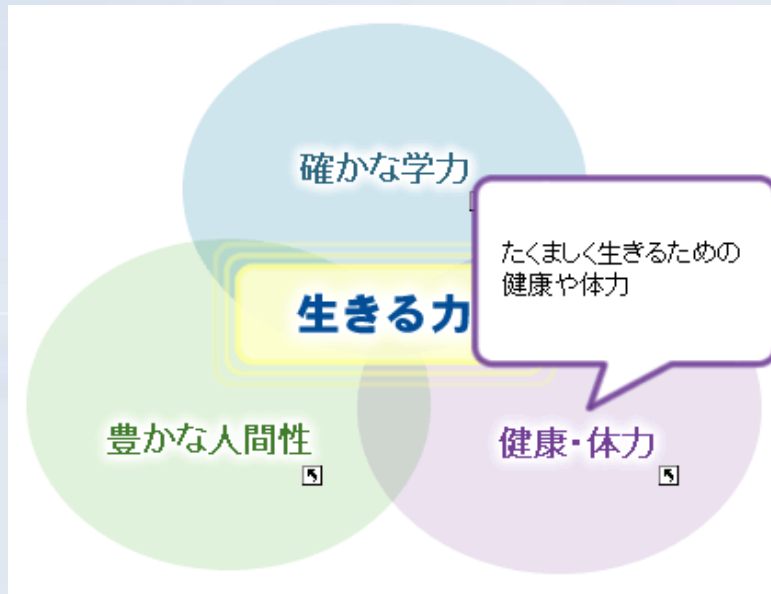 確かな学力
たくましく生きるための
健康や体力
生きる力
豊かな人間性
健康・体力